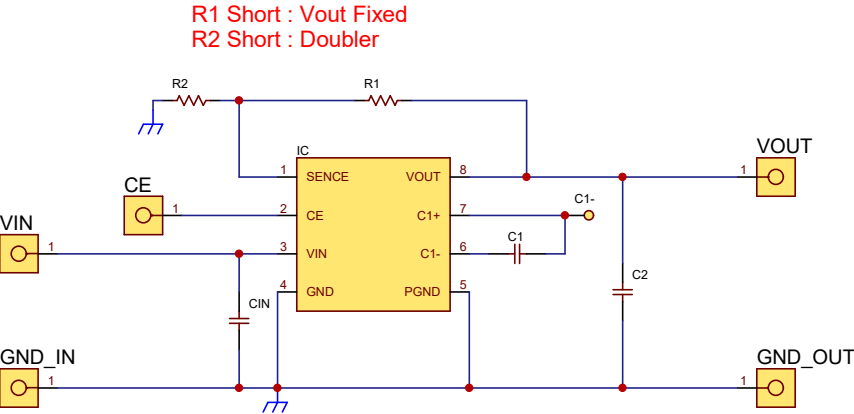 R1 Short : Vout Fixed
R2 Short : Doubler
R2
R1
IC
VOUT
1
SENCE
VOUT
8
1
CE
C1-
1
2
CE
C1+
7
VIN
C1
1
3
VIN
C1-
6
C2
4
GND
PGND
5
CIN
GND_IN
GND_OUT
1
1